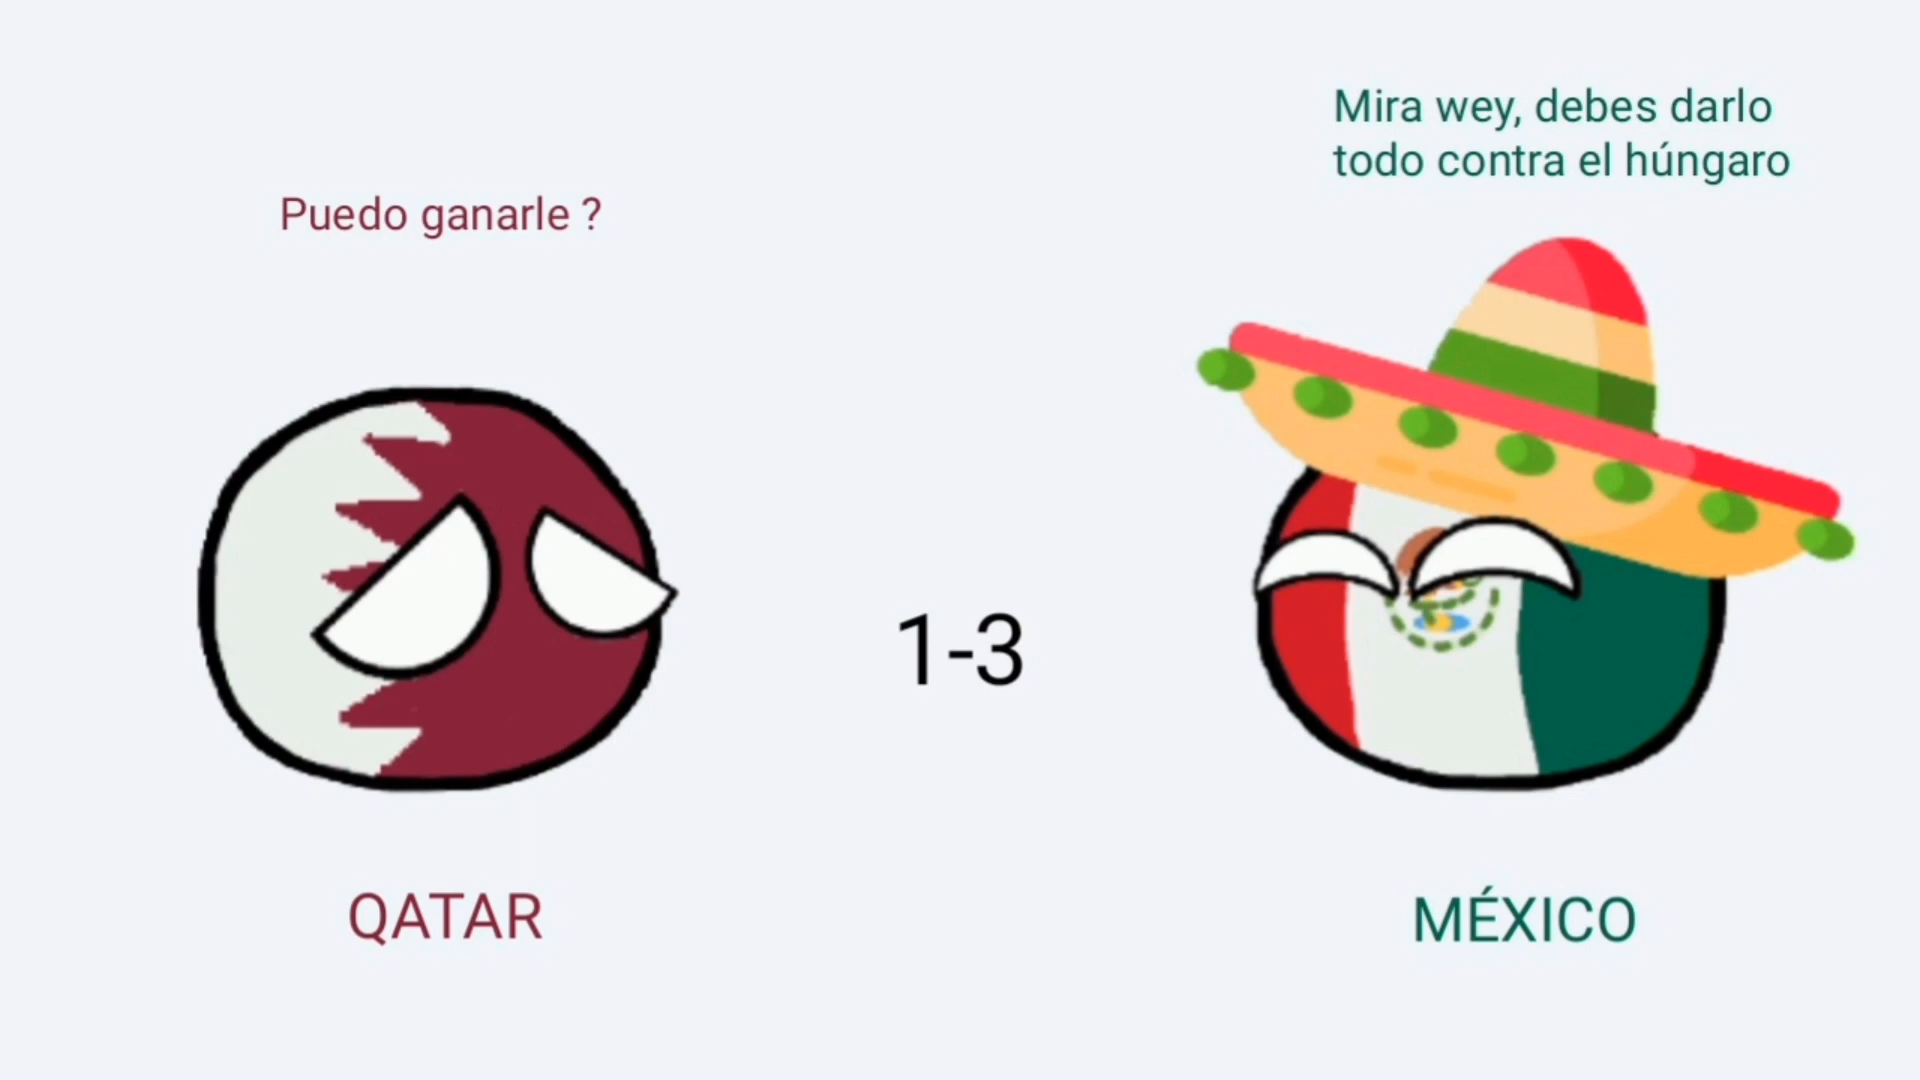 Mira wey, debes darlo
todo contra el húngaro
Puedo ganarle ?
1-3
QATAR
MÉXICO